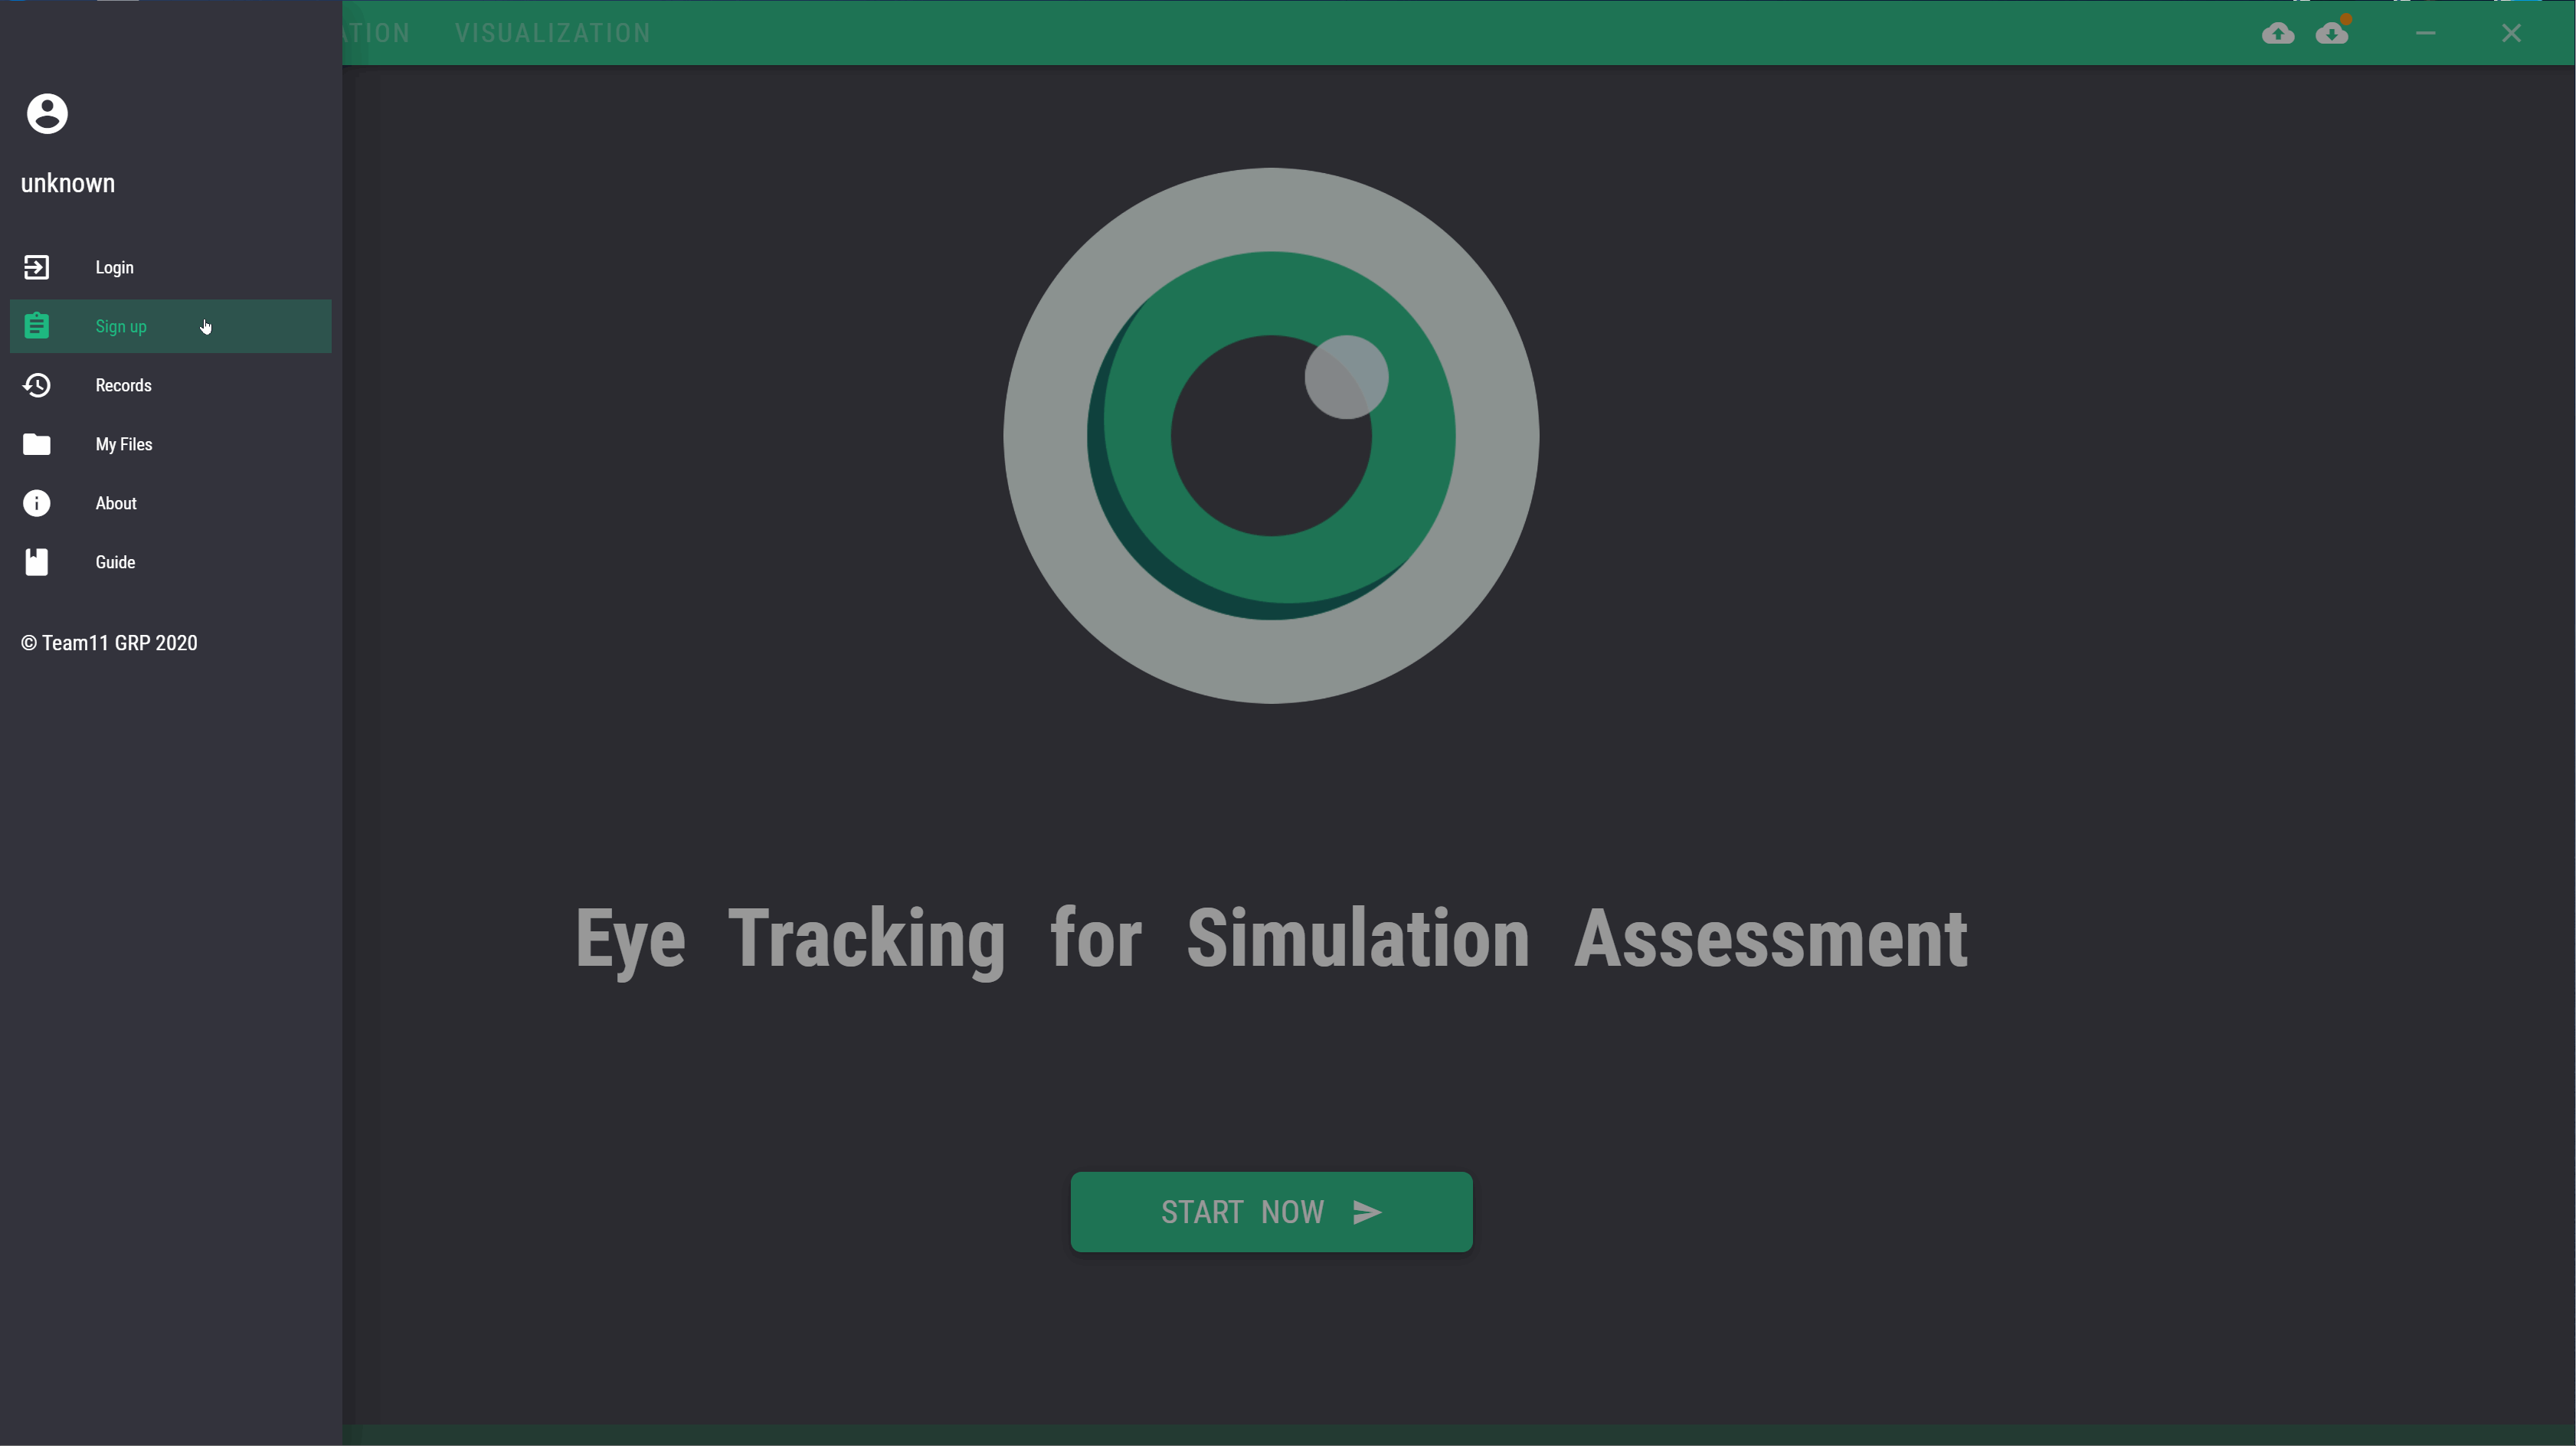 ATION VISUALIZATION
unknown
Login
Sign up
Records
My Files
About
Guide
© Team11 GRP 2020
Eye Tracking for Simulation Assessment
START NOW